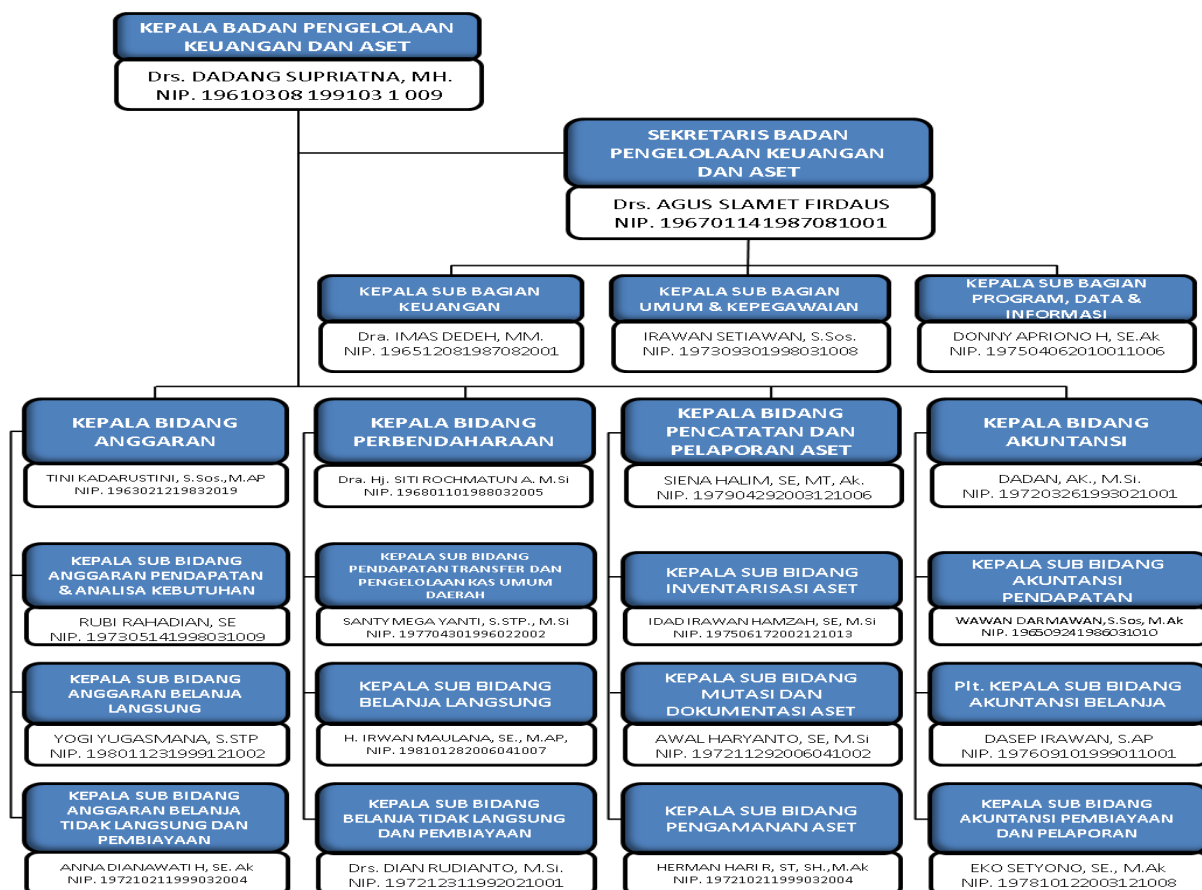 KEPALA BADAN PENGELOLAAN
KEUANGAN DAN ASET
Drs. DADANG SUPRIATNA, MH.
NIP. 19610308 199103 1 009
SEKRETARIS BADAN
PENGELOLAAN KEUANGAN
DAN ASET
Drs. AGUS SLAMET FIRDAUS
NIP. 196701141987081001
KEPALA SUB BAGIAN
KEUANGAN
Dra. IMAS DEDEH, MM.
NIP. 196512081987082001
KEPALA SUB BAGIAN
UMUM & KEPEGAWAIAN
IRAWAN SETIAWAN, S.Sos.
NIP. 197309301998031008
KEPALA SUB BAGIAN
PROGRAM, DATA &
INFORMASI
DONNY APRIONO H, SE.Ak
NIP. 197504062010011006
KEPALA BIDANG
ANGGARAN
TINI KADARUSTINI, S.Sos.,M.AP
NIP. 1963021219832019
KEPALA BIDANG
PERBENDAHARAAN
Dra. Hj. SITI ROCHMATUN A. M.Si
NIP. 196801101988032005
KEPALA BIDANG
PENCATATAN DAN
PELAPORAN ASET
SIENA HALIM, SE, MT, Ak.
NIP. 197904292003121006
KEPALA BIDANG
AKUNTANSI
DADAN, AK., M.Si.
NIP. 197203261993021001
KEPALA SUB BIDANG
ANGGARAN PENDAPATAN
& ANALISA KEBUTUHAN
RUBI RAHADIAN, SE
NIP. 197305141998031009
KEPALA SUB BIDANG
PENDAPATAN TRANSFER DAN
PENGELOLAAN KAS UMUM
DAERAH
SANTY MEGA YANTI, S.STP., M.Si
NIP. 197704301996022002
KEPALA SUB BIDANG
INVENTARISASI ASET
IDAD IRAWAN HAMZAH, SE, M.Si
NIP. 197506172002121013
KEPALA SUB BIDANG
AKUNTANSI
PENDAPATAN
WAWAN DARMAWAN, S.Sos, M.Ak
NIP. 196509241986031010
KEPALA SUB BIDANG
ANGGARAN BELANJA
LANGSUNG
YOGI YUGASMANA, S.STP
NIP. 198011231999121002
KEPALA SUB BIDANG
BELANJA LANGSUNG
H. IRWAN MAULANA, SE., M.AP,
NIP. 198101282006041007
KEPALA SUB BIDANG
MUTASI DAN
DOKUMENTASI ASET
AWAL HARYANTO, SE, M.Si
NIP. 197211292006041002
Plt. KEPALA SUB BIDANG
AKUNTANSI BELANJA
DASEP IRAWAN, S.AP
NIP. 197609101999011001
KEPALA SUB BIDANG
ANGGARAN BELANJA
TIDAK LANGSUNG DAN
PEMBIAYAAN
ANNA DIANAWATI H, SE. Ak
NIP. 197210211999032004
KEPALA SUB BIDANG
BELANJA TIDAK LANGSUNG
DAN PEMBIAYAAN
Drs. DIAN RUDIANTO, M.Si.
NIP. 197212311992021001
KEPALA SUB BIDANG
PENGAMANAN ASET
HERMAN HARI R, ST, SH., M.Ak
NIP. 197210211999032004
KEPALA SUB BIDANG
AKUNTANSI PEMBIAYAAN
DAN PELAPORAN
EKO SETYONO, SE., M.Ak
NIP. 197810122003121008